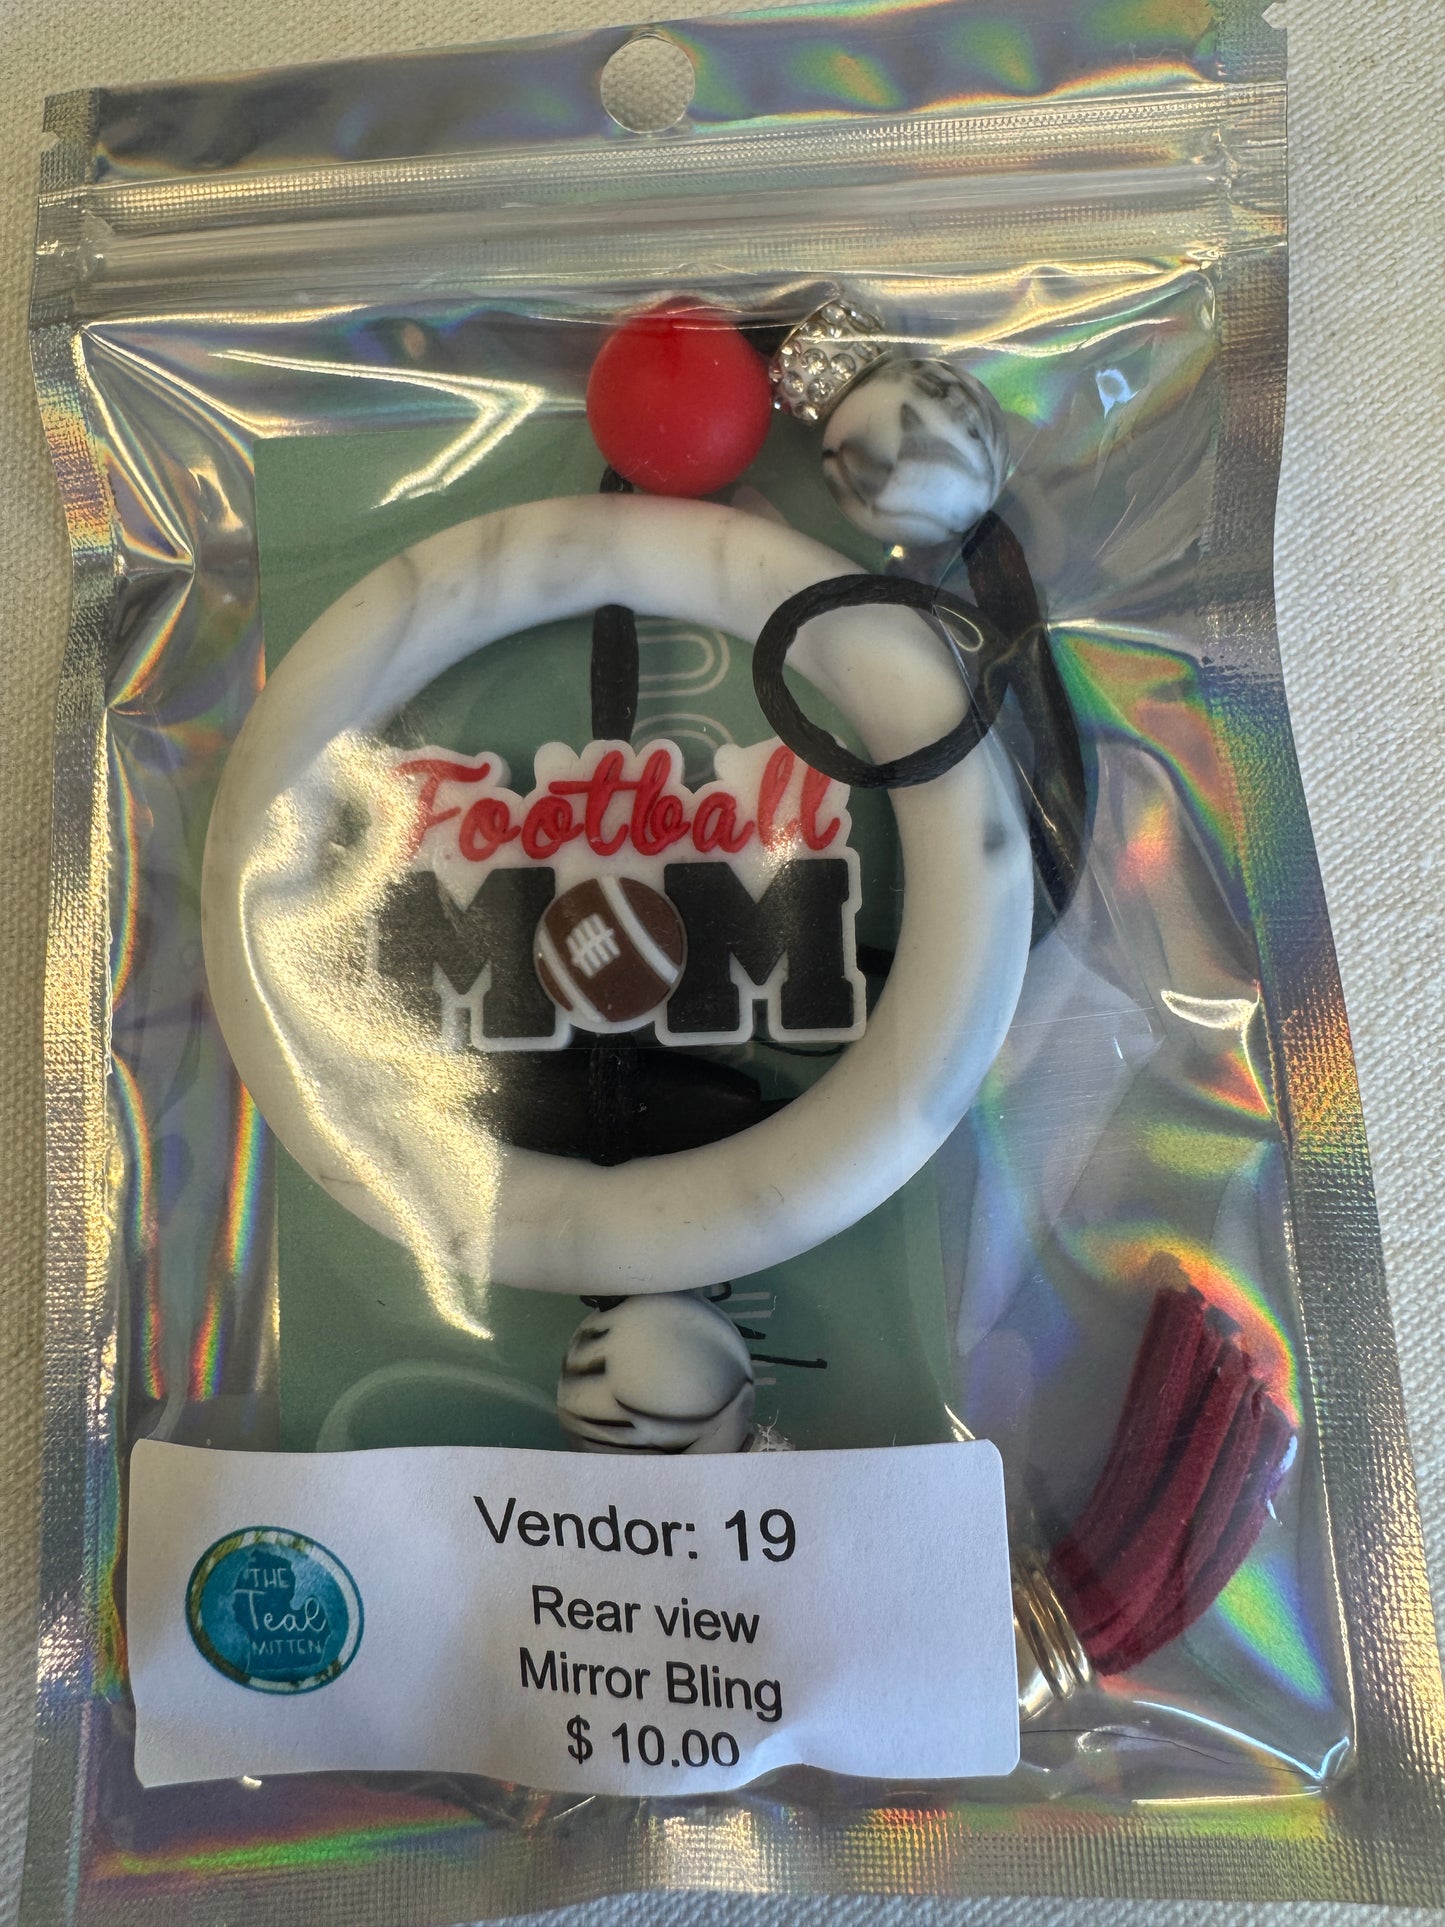 Football
MOM
Vendor: 19
THE
Teal
MITTEN
Rear view
Mirror Bling
$ 10.00